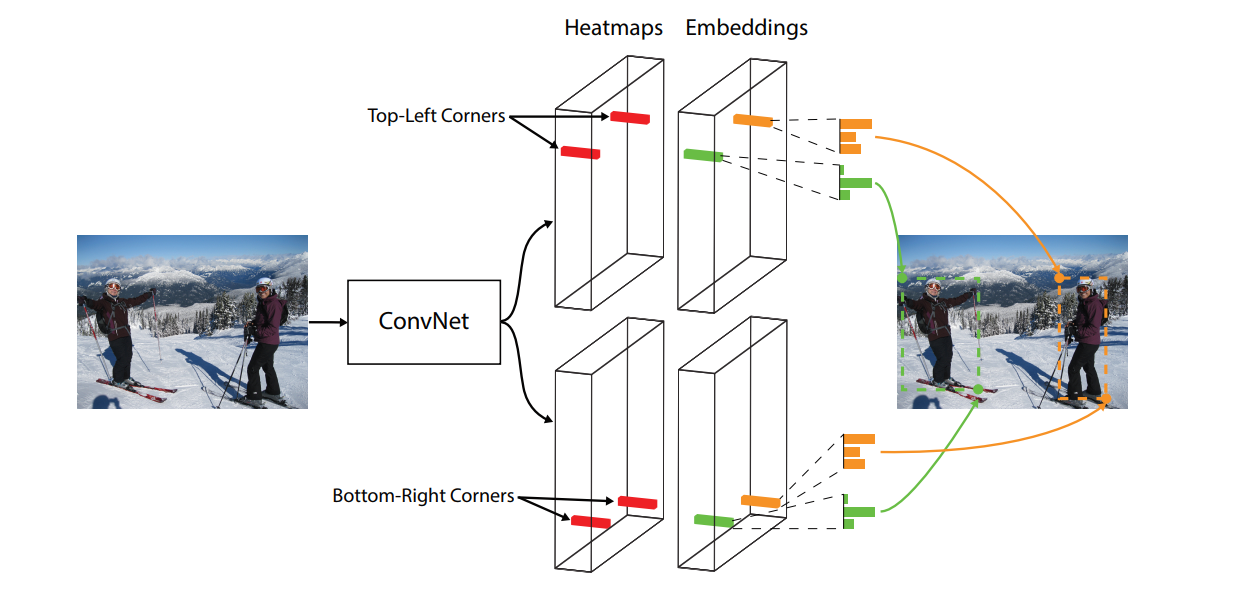 Heatmaps
Embeddings
Top-Left Corners
ConvNet
Bottom-Right Corners